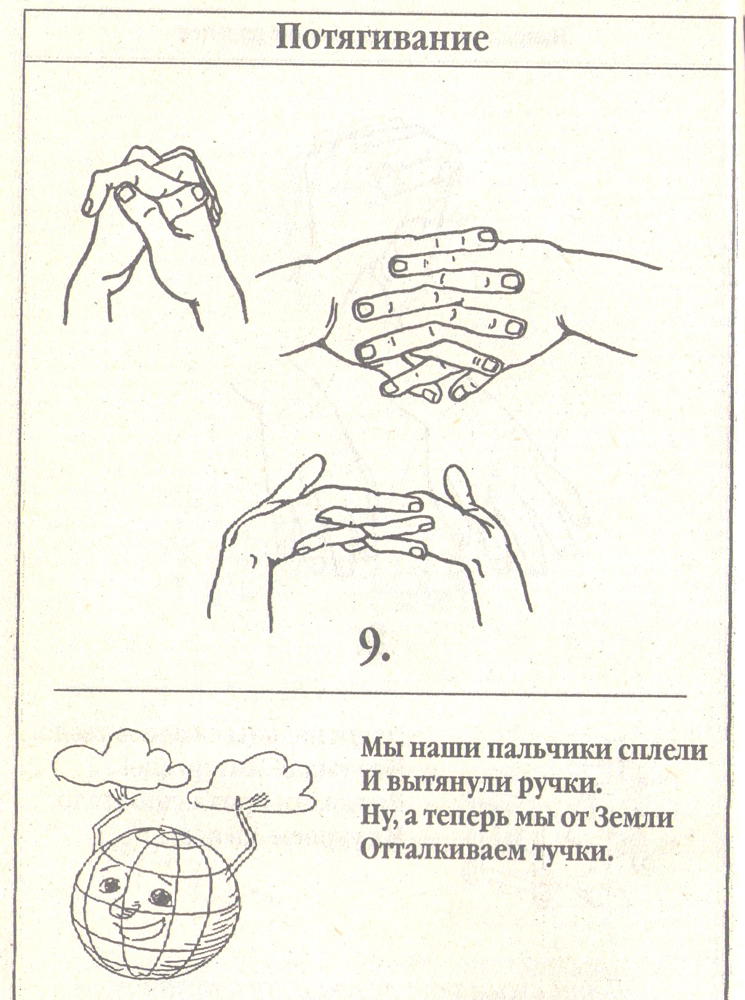 Потягивание
9.
Мы наши пальчики сплели
И вытянули ручки.
Ну, а теперь мы от Земли
Отталкиваем тучки.